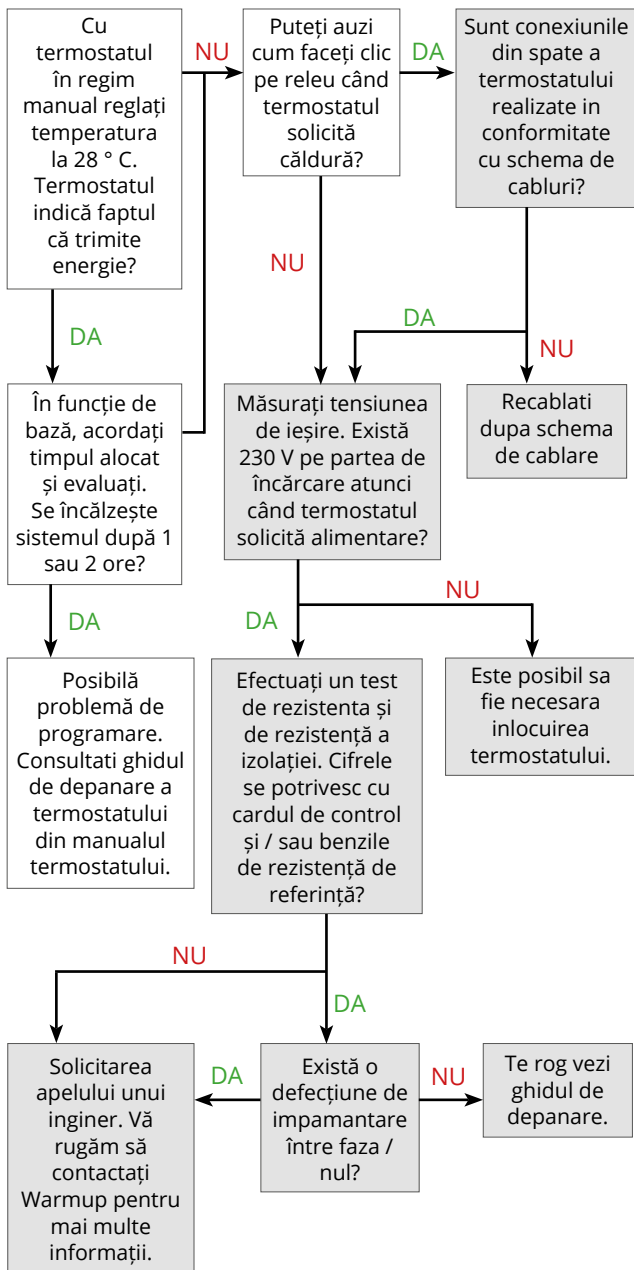 Cu
termostatul
în regim
manual reglați
temperatura
la 28 ° C.
Termostatul
indică faptul
că trimite
energie?
NU
Puteți auzi
cum faceți clic
pe releu când
termostatul
solicită
căldură?
DA
Sunt conexiunile
din spate a
termostatului
realizate in
conformitate
cu schema de
cabluri?
NU
DA
DA
NU
În funcție de
bază, acordați
timpul alocat
și evaluați.
Se încălzește
sistemul după 1
sau 2 ore?
Măsurați tensiunea
de ieșire. Există
230 V pe partea de
încărcare atunci
când termostatul
solicită alimentare?
Recablati
dupa schema
de cablare
DA
DA
NU
Posibilă
problemă de
programare.
Consultati ghidul
de depanare a
termostatului
din manualul
termostatului.
Efectuați un test
de rezistenta și
de rezistență a
izolației. Cifrele
se potrivesc cu
cardul de control
și / sau benzile
de rezistență de
referință?
Este posibil sa
fie necesara
inlocuirea
termostatului.
NU
DA
Solicitarea
apelului unui
inginer. Vă
rugăm să
contactați
Warmup pentru
mai multe
informații.
DA
Există o
defecțiune de
impamantare
între faza /
nul?
NU
Te rog vezi
ghidul de
depanare.